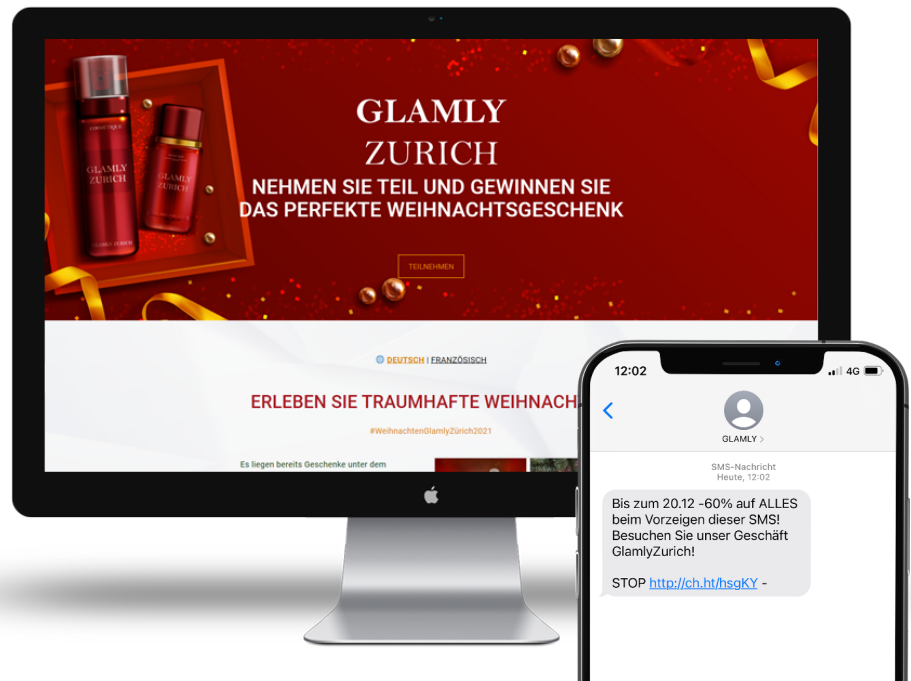 COSMETIQUE
GLAMLY
ZURICH
GLAMLY
ZURICH
GLAMLY ZURICH
GLAMLY
ZURICH
NEHMEN SIE TEIL UND GEWINNEN SIE
DAS PERFEKTE WEIHNACHTSGESCHENK
TEILNEHMEN
DEUTSCH | FRANZÖSISCH
ERLEBEN SIE TRAUMHAFTE WEIHNACH
#WeihnachtenGlamlyZürich2021
Es liegen bereits Geschenke unter dem
12:02
4G
GLAMLY >
SMS-Nachricht
Heute, 12:02
Bis zum 20.12 -60% auf ALLES
beim Vorzeigen dieser SMS!
Besuchen Sie unser Geschäft
GlamlyZurich!
STOP http://ch.ht/hsgKY -